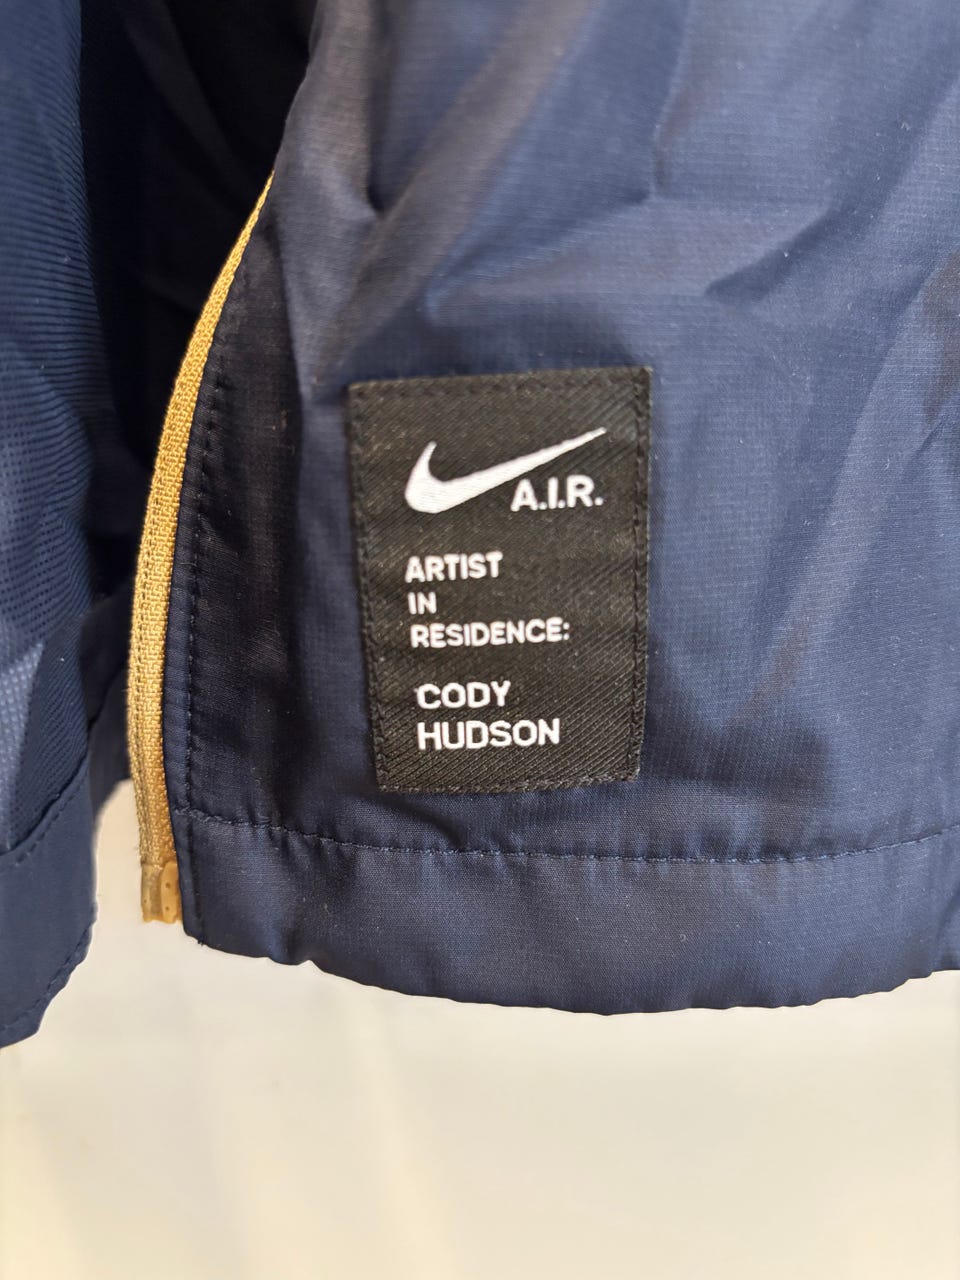 A.I.R.
ARTIST
IN
RESIDENCE:
CODY
HUDSON